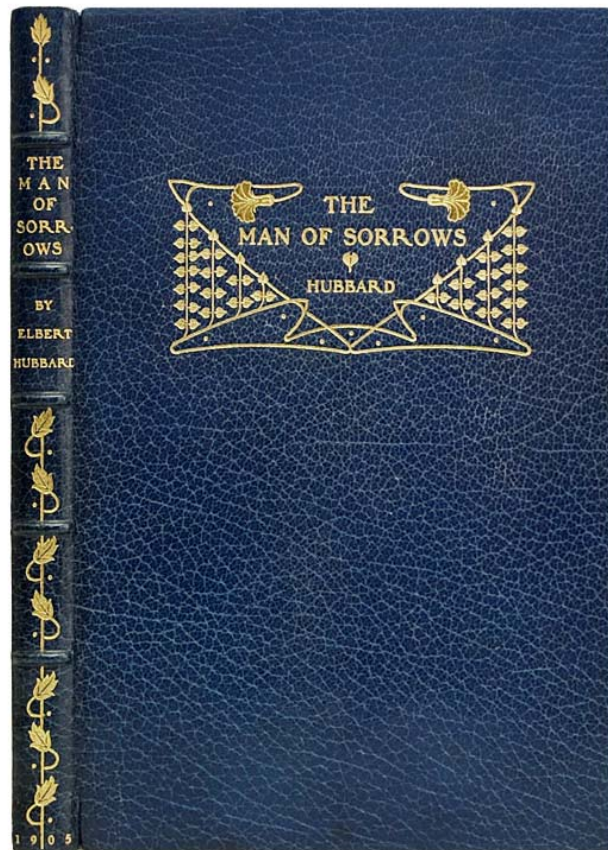 THE
MAN
OF
SORR-
OWS
BY
ELBERT
HUBBARD
1905
THE
MAN OF SORROWS
HUBBARD